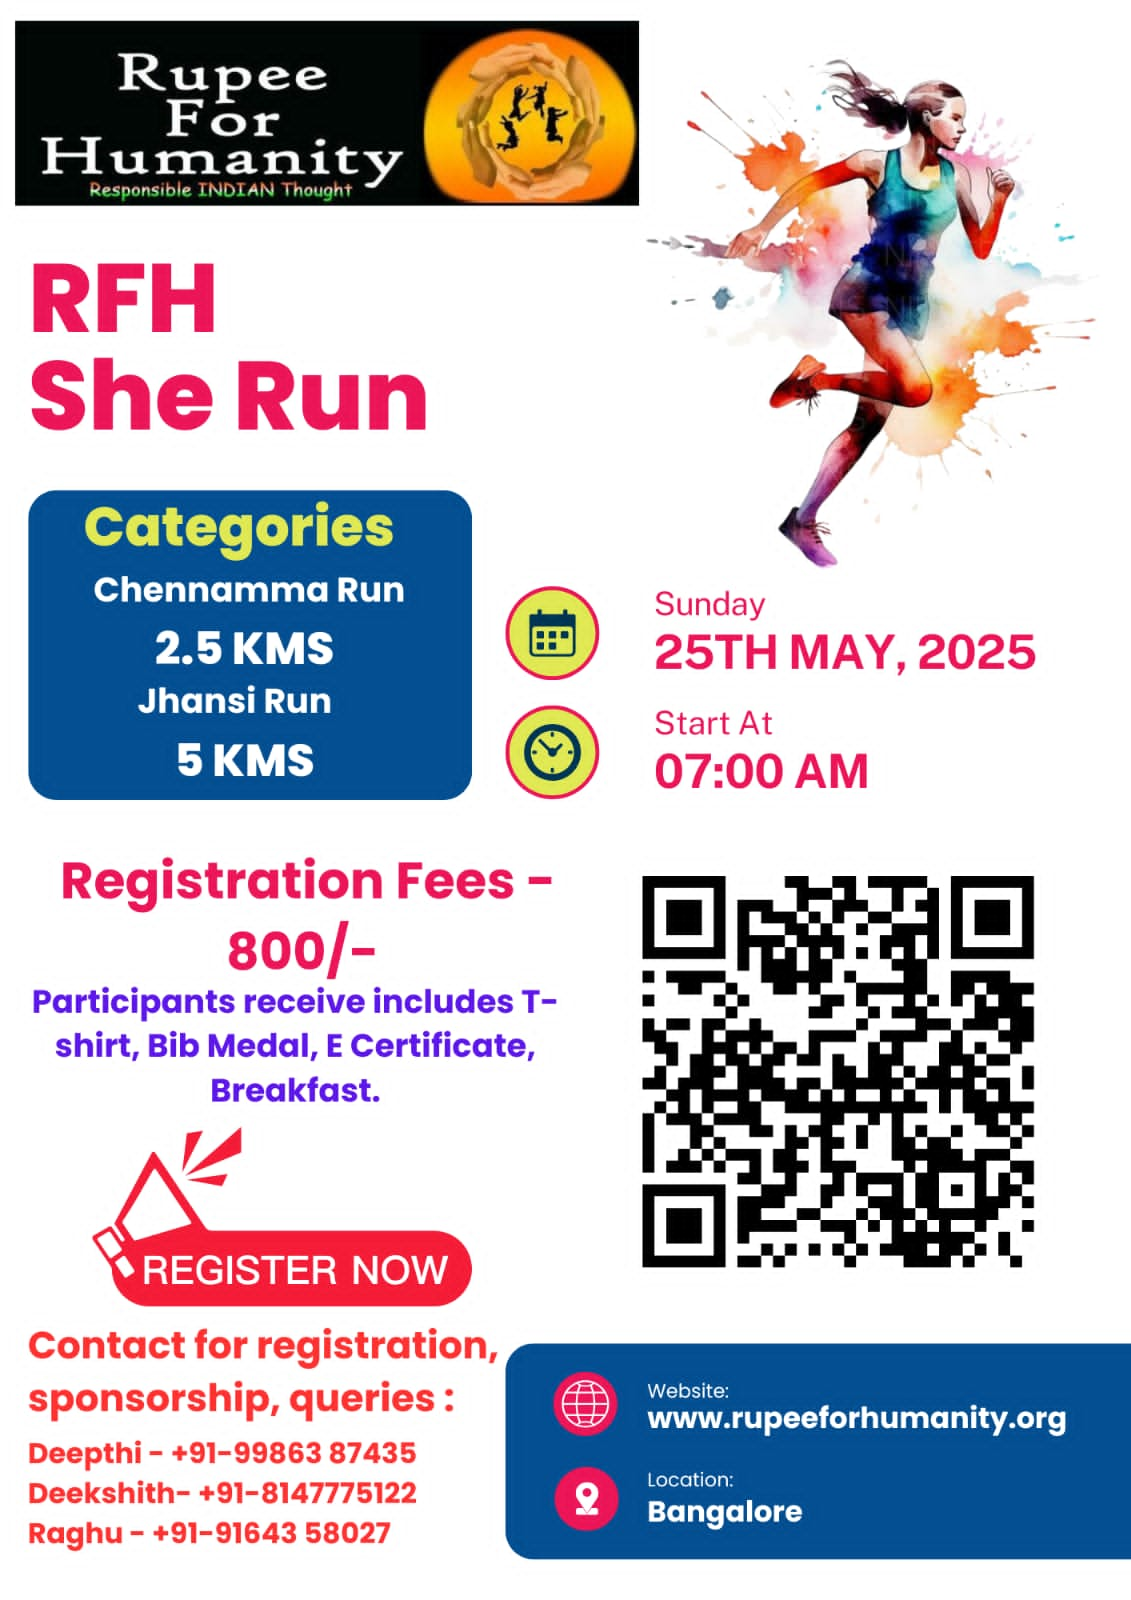 Rupee
For
Humanity
Responsible INDIAN Thought
RFH
She Run
Categories
Chennamma Run
2.5 KMS
Jhansi Run
5 KMS
Sunday
25TH MAY, 2025
Start At
07:00 AM
Registration Fees -
800/-
Participants receive includes T-
shirt, Bib Medal, E Certificate,
Breakfast.
REGISTER NOW
Contact for registration,
sponsorship, queries :
Deepthi - +91-99863 87435
Deekshith- +91-8147775122
Raghu - +91-91643 58027
Website:
www.rupeeforhumanity.org
Location:
Bangalore